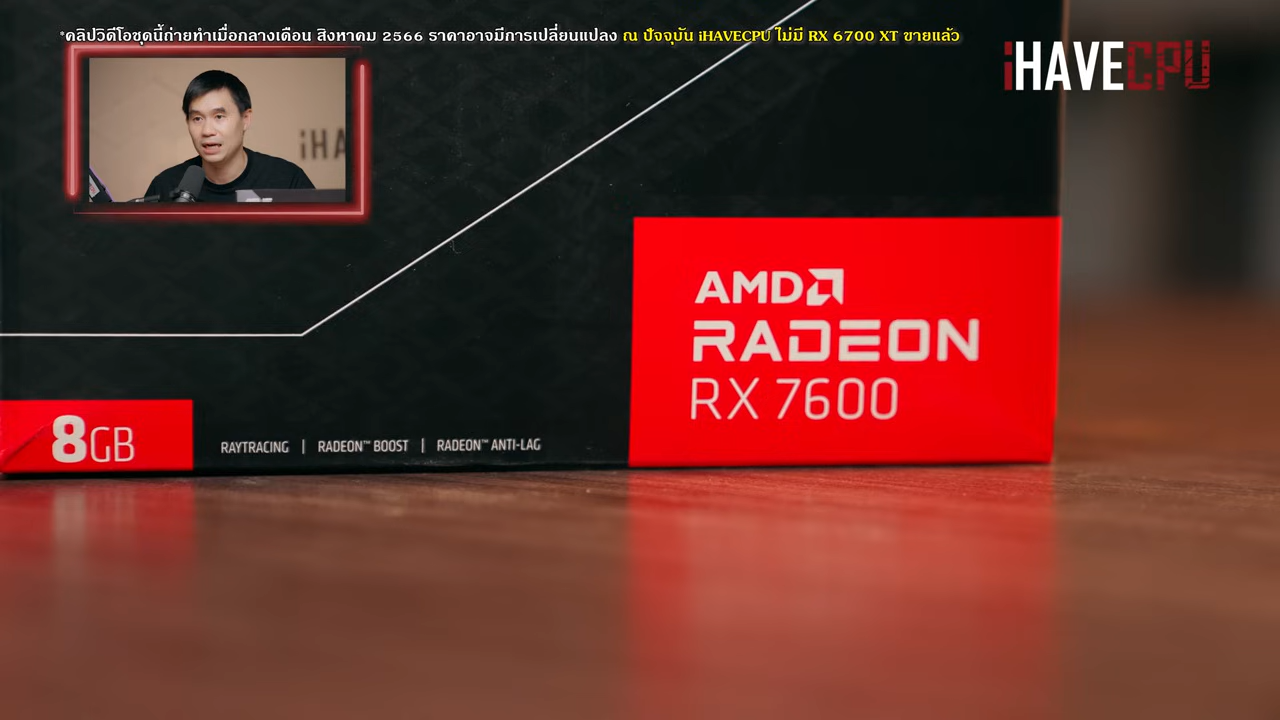 *คลิปวิดีโอชุดนี้ถ่ายทำเมื่อกลางเดือน สิงหาคม 2566 ราคาอาจมีการเปลี่ยนแปลง ณ ปัจจุบัน iHAVECPU ไม่มี RX 6700 XT ขายแล้ว
iHAVECPU
iHA
AMD
RADEON
RX 7600
8GB
RAYTRACING | RADEON™ BOOST | RADEON™ ANTI-LAG